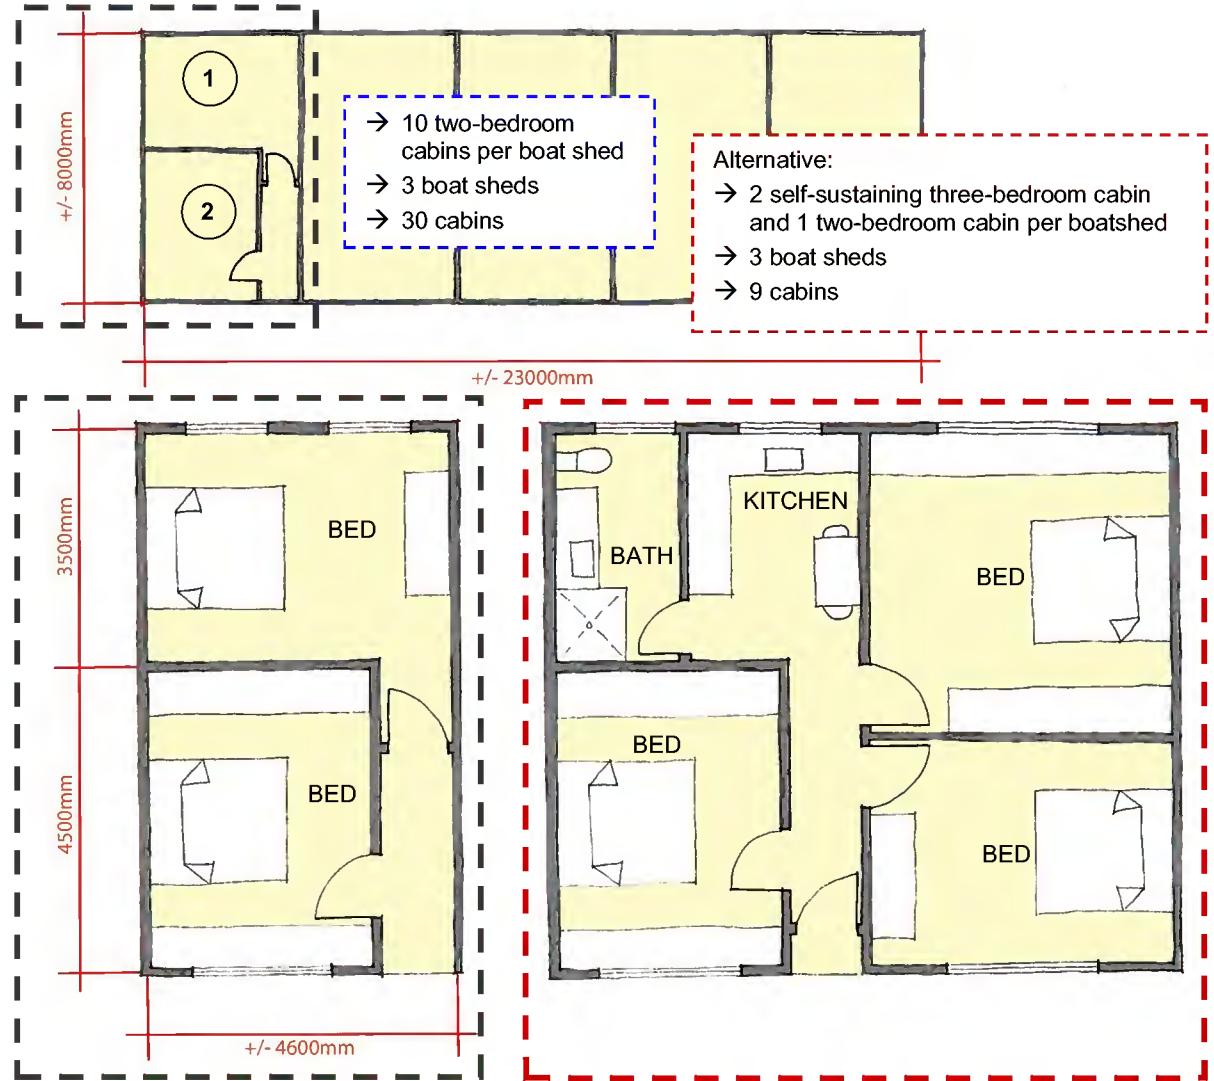 1
2
+/- 8000mm
→ 10 two-bedroom
cabins per boat shed
→ 3 boat sheds
→ 30 cabins
Alternative:
→ 2 self-sustaining three-bedroom cabin
and 1 two-bedroom cabin per boatshed
→ 3 boat sheds
→ 9 cabins
+/- 23000mm
3500mm
4500mm
BED
BED
+/- 4600mm
BATH
KITCHEN
BED
BED
BED